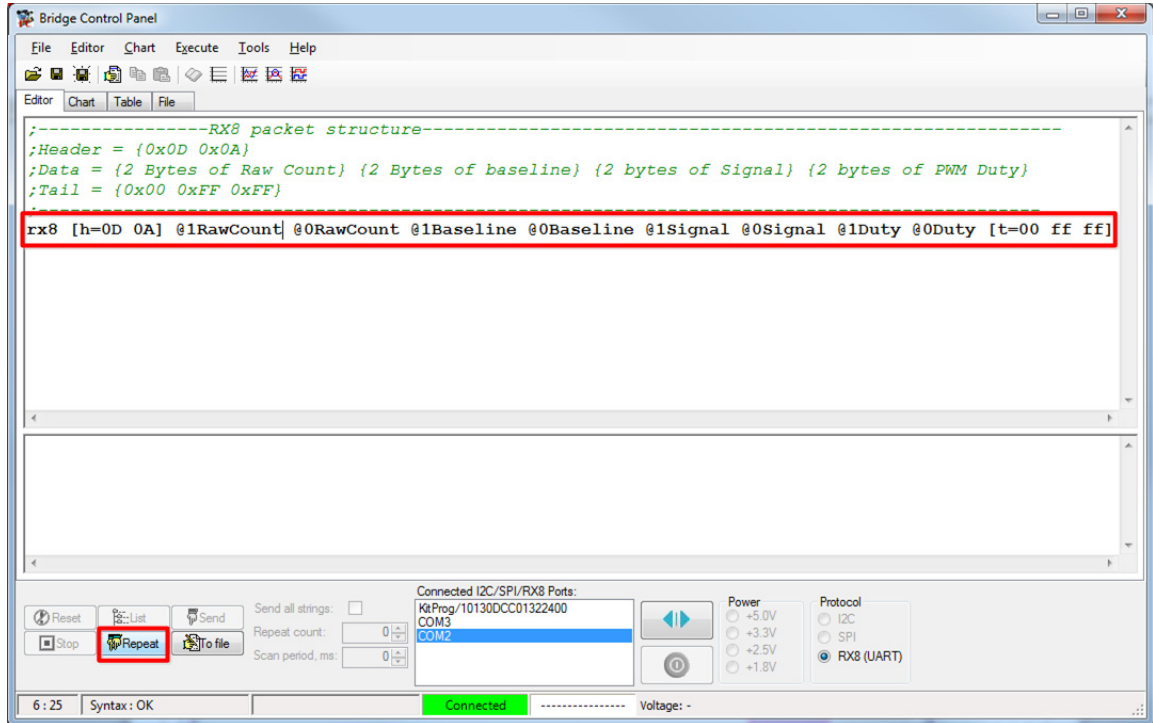 Bridge Control Panel
File Editor Chart Execute Tools Help
Editor Chart Table File
;----------------RX8 packet structure-------------------------------------------------------------
;Header = {0x0D 0x0A}
;Data = {2 Bytes of Raw Count} {2 Bytes of baseline} {2 bytes of Signal} {2 bytes of PWM Duty}
;Tail = {0x00 0xFF 0xFF}
;-----------------------------------------------------------------------------------------------
rx8 [h=0D 0A] @1RawCount @0RawCount @1Baseline @0Baseline @1Signal @0Signal @1Duty @0Duty [t=00 ff ff]
Connected I2C/SPI/RX8 Ports:
Reset List Send Send all strings: KitProg/10130DCC01322400 Power Protocol
COM3 +5.0V I2C
Stop Repeat To file Repeat count: 0 COM2 +3.3V SPI
Scan period, ms: 0 +2.5V RX8 (UART)
+1.8V
6 : 25 Syntax : OK Connected --------------- Voltage: -